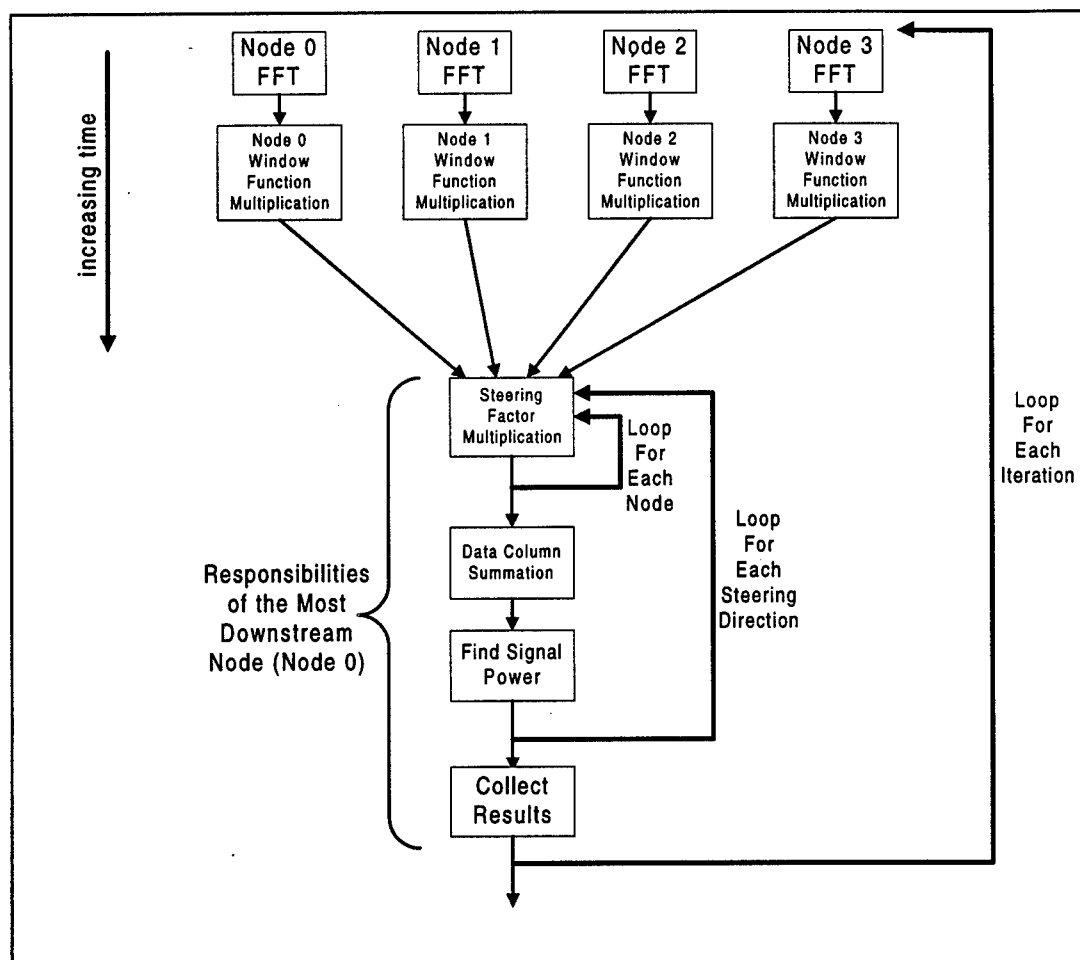 increasing time
Node 0
FFT
Node 1
FFT
Node 2
FFT
Node 3
FFT
Node 0
Window
Function
Multiplication
Node 1
Window
Function
Multiplication
Node 2
Window
Function
Multiplication
Node 3
Window
Function
Multiplication
Steering
Factor
Multiplication
Loop
For
Each
Node
Loop
For
Each
Iteration
Data Column
Summation
Loop
For
Each
Steering
Direction
Responsibilities
of the Most
Downstream
Node (Node 0)
Find Signal
Power
Collect
Results